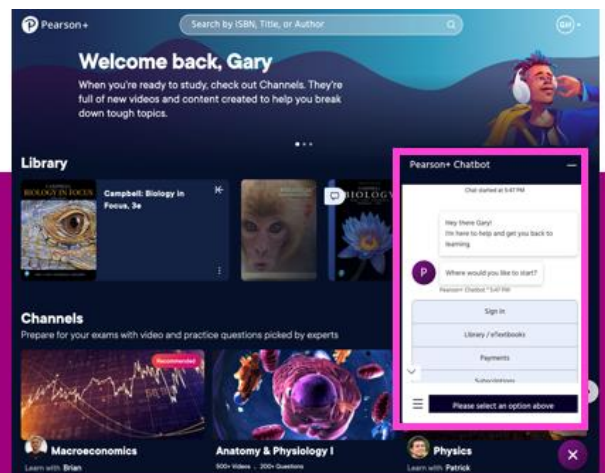 Pearson+
Search by ISBN, Title, or Author
Welcome back, Gary
When you're ready to study, check out Channels. They're
full of new videos and content created to help you break
down tough topics.
Library
CAMPBELL
BIOLOGY IN FOCUS
Campbell: Biology in
Focus, 3e
BIOLOGY
Pearson+ Chatbot
Chat started at 5:47 PM
Hey there Gary!
I'm here to help and get you back to
learning.
P
Where would you like to start?
Pearson+ Chatbot • 5:47 PM
Sign in
Library / eTextbooks
Payments
Subscriptions
Please select an option above
Channels
Prepare for your exams with video and practice questions picked by experts
Recommended
Macroeconomics
Learn with Brian
Anatomy & Physiology I
500+ Videos . 200+ Questions
Physics
Learn with Patrick